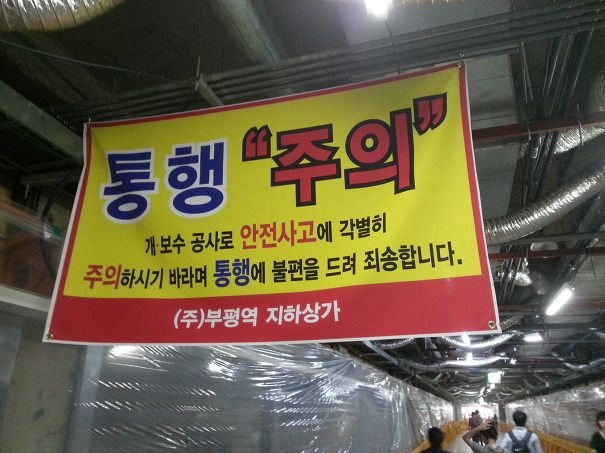 통행 “주의”
개·보수 공사로 안전사고에 각별히
주의하시기 바라며 통행에 불편을 드려 죄송합니다.
(주)부평역 지하상가